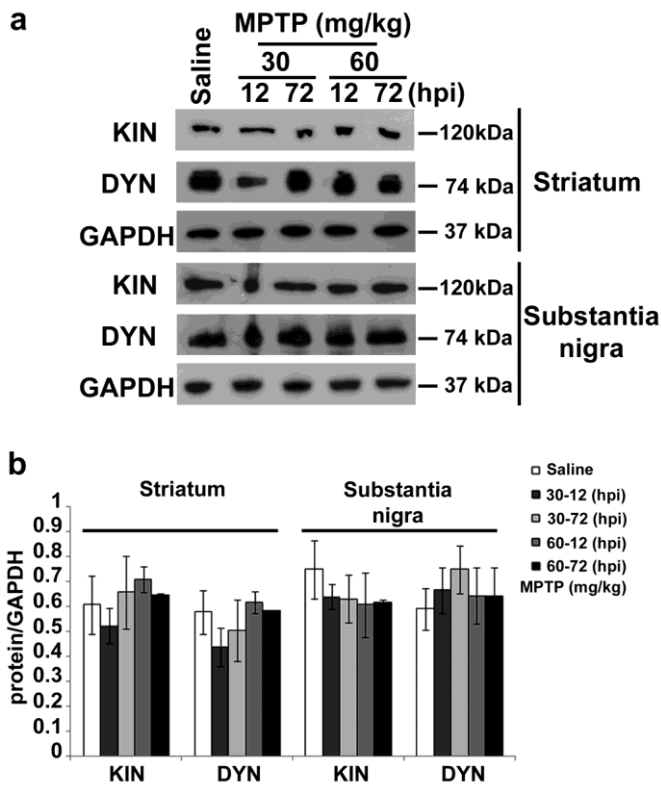 a
MPTP (mg/kg)
Saline
30 60
12 72 12 72 (hpi)
KIN —120kDa
DYN — 74 kDa
GAPDH — 37 kDa
Striatum
KIN —120kDa
DYN — 74 kDa
GAPDH — 37 kDa
Substantia
nigra
b
Striatum
Substantia
nigra
protein/GAPDH
1
0.9
0.8
0.7
0.6
0.5
0.4
0.3
0.2
0.1
0
KIN DYN KIN DYN
Saline
30-12 (hpi)
30-72 (hpi)
60-12 (hpi)
60-72 (hpi)
MPTP (mg/kg)